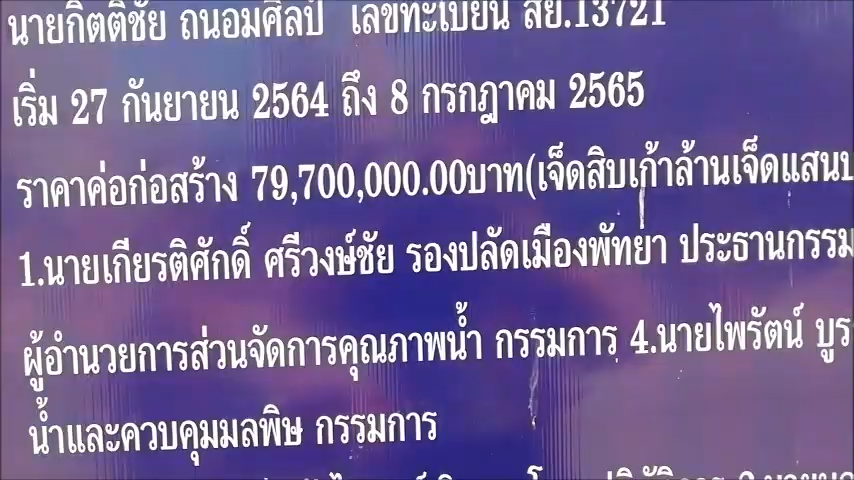 นายกิตติชัย ถนอมศิลป์ เลขทะเบียน สย.13721
เริ่ม 27 กันยายน 2564 ถึง 8 กรกฎาคม 2565
ราคาค่อก่อสร้าง 79,700,000.00บาท(เจ็ดสิบเก้าล้านเจ็ดแสน
1.นายเกียรติศักดิ์ ศรีวงษ์ชัย รองปลัดเมืองพัทยา ประธานกรรม
ผู้อำนวยการส่วนจัดการคุณภาพน้ำ กรรมการ 4.นายไพรัตน์ บูร
น้ำและควบคุมมลพิษ กรรมการ